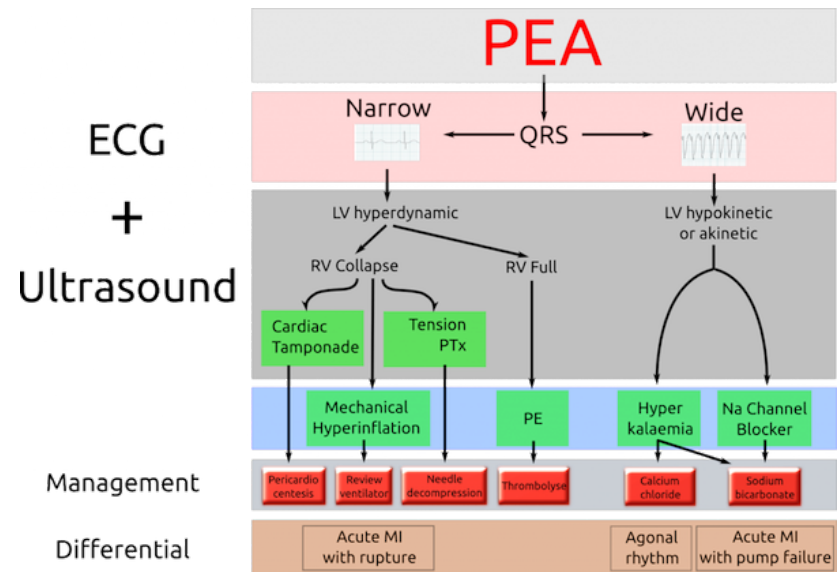 PEA
ECG
+
Ultrasound
Narrow
QRS
Wide
LV hyperdynamic
LV hypokinetic
or akinetic
RV Collapse
RV Full
Cardiac
Tamponade
Tension
PTx
Mechanical
Hyperinflation
PE
Hyper
kalaemia
Na Channel
Blocker
Management
Pericardio
centesis
Review
ventilator
Needle
decompression
Thrombolyse
Calcium
chloride
Sodium
bicarbonate
Differential
Acute MI
with rupture
Agonal
rhythm
Acute MI
with pump failure